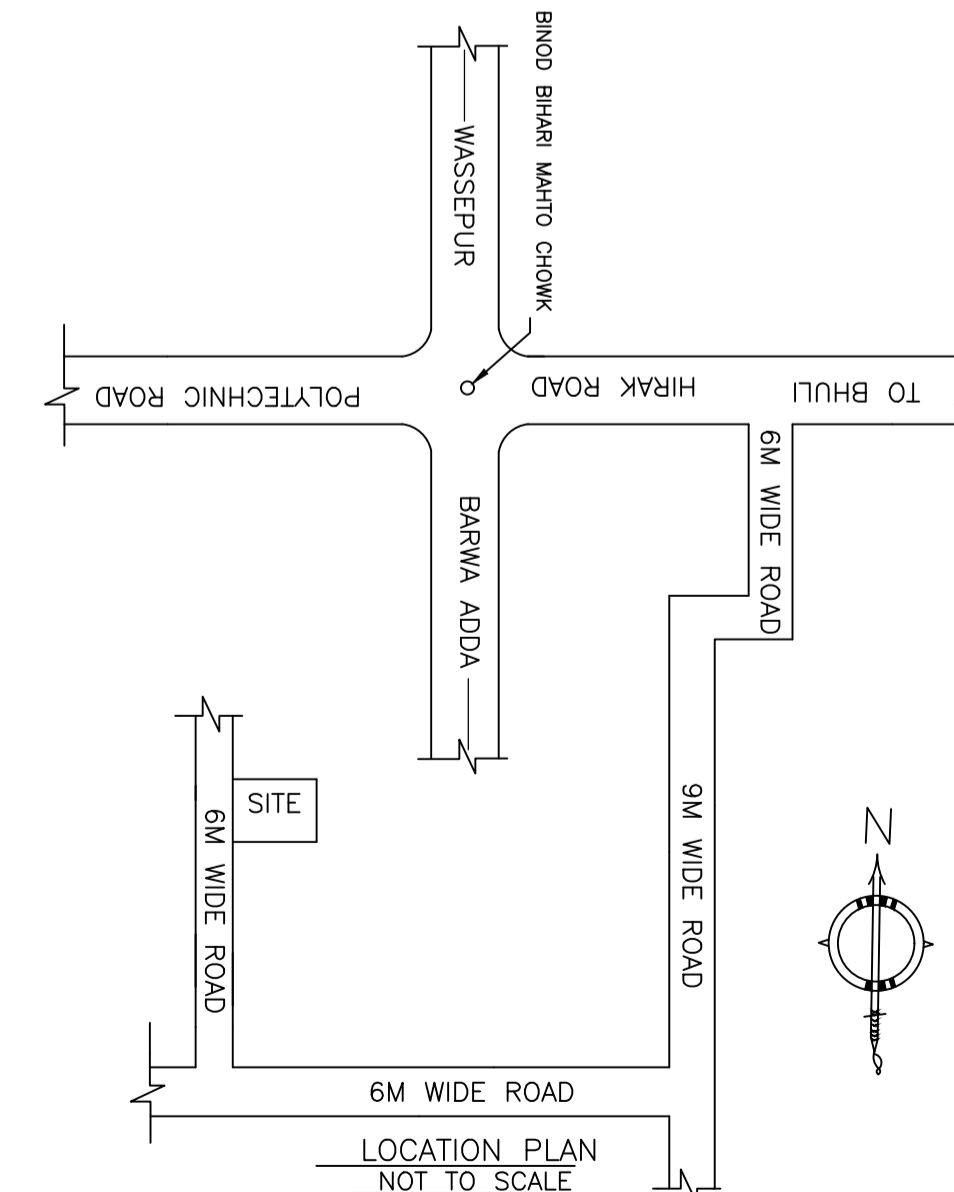 BINOD BIHARI MAHTO CHOWK
WASSEPUR
POLYTECHNIC ROAD
HIRAK ROAD
TO BHULI
6M WIDE ROAD
BARWA ADDA
SITE
6M WIDE ROAD
9M WIDE ROAD
N
6M WIDE ROAD
LOCATION PLAN
NOT TO SCALE